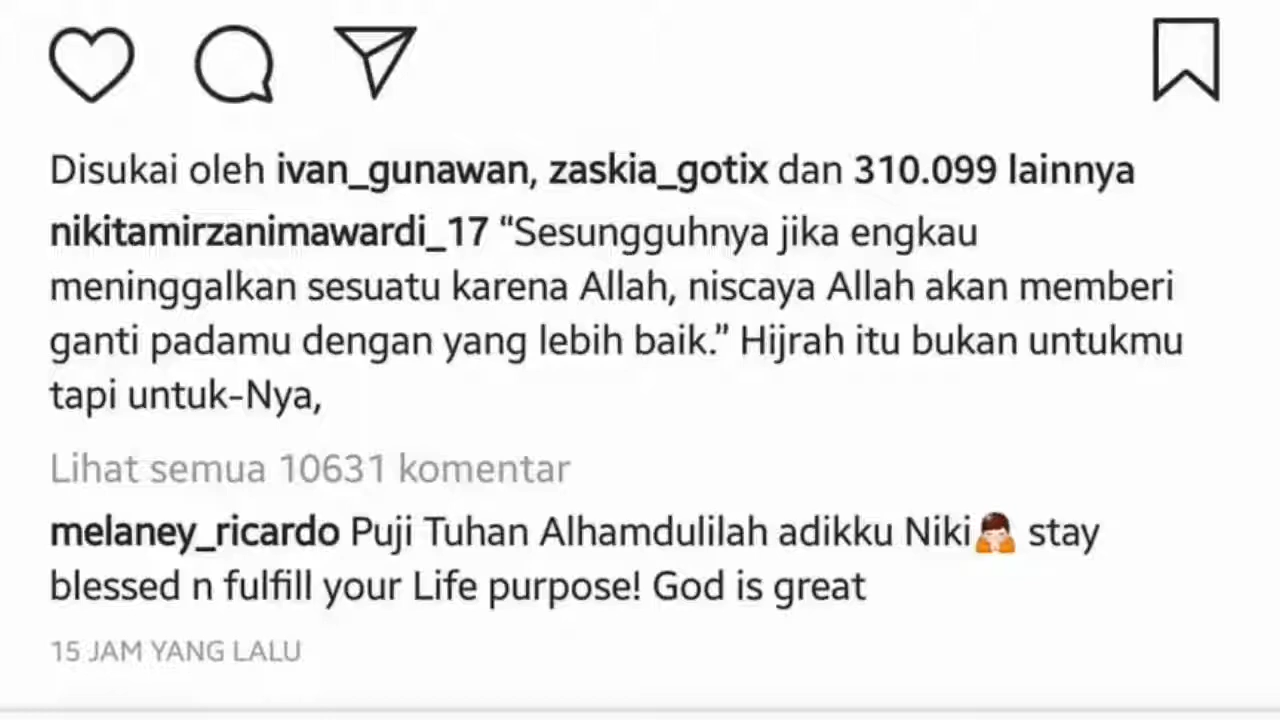 Disukai oleh ivan_gunawan, zaskia_gotix dan 310.099 lainnya
nikitamirzanimawardi_17 “Sesungguhnya jika engkau
meninggalkan sesuatu karena Allah, niscaya Allah akan memberi
ganti padamu dengan yang lebih baik.” Hijrah itu bukan untukmu
tapi untuk-Nya,
Lihat semua 10631 komentar
melaney_ricardo Puji Tuhan Alhamdulilah adikku Niki🙏 stay
blessed n fulfill your Life purpose! God is great
15 JAM YANG LALU